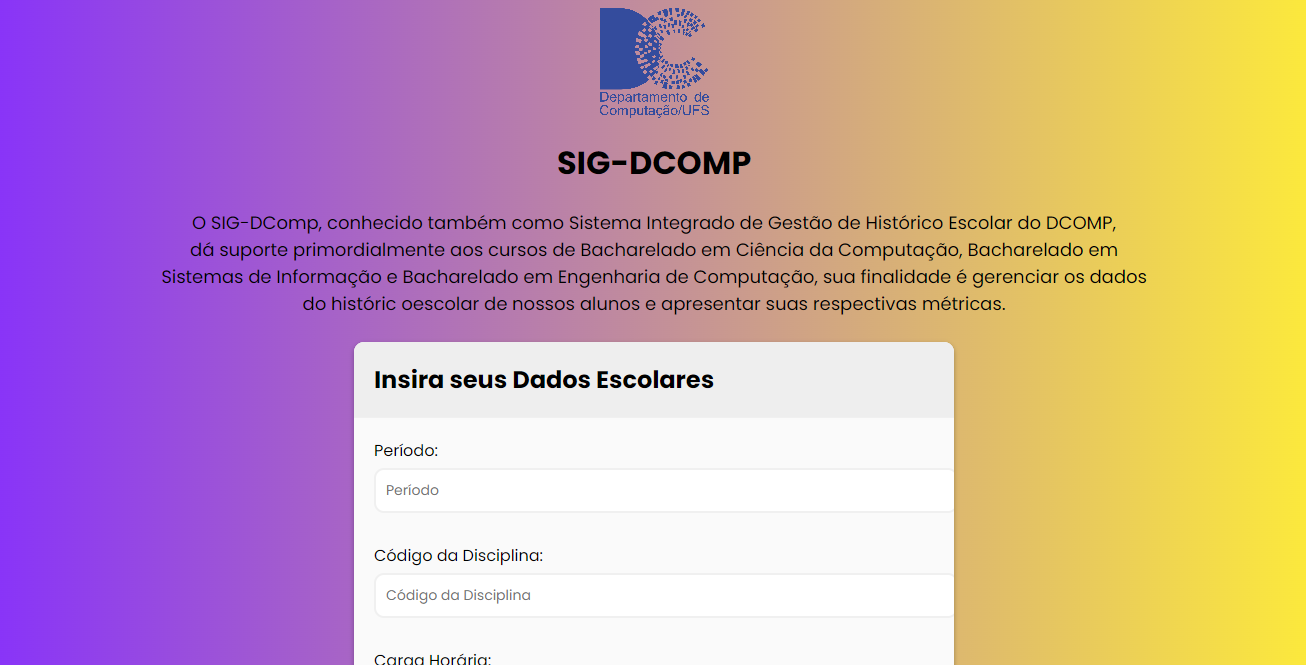 Departamento de
Computação/UFS
SIG-DCOMP
O SIG-DComp, conhecido também como Sistema Integrado de Gestão de Histórico Escolar do DCOMP,
dá suporte primordialmente aos cursos de Bacharelado em Ciência da Computação, Bacharelado em
Sistemas de Informação e Bacharelado em Engenharia de Computação, sua finalidade é gerenciar os dados
do históric oescolar de nossos alunos e apresentar suas respectivas métricas.
Insira seus Dados Escolares
Período:
Período
Código da Disciplina:
Código da Disciplina
Carga Horária: